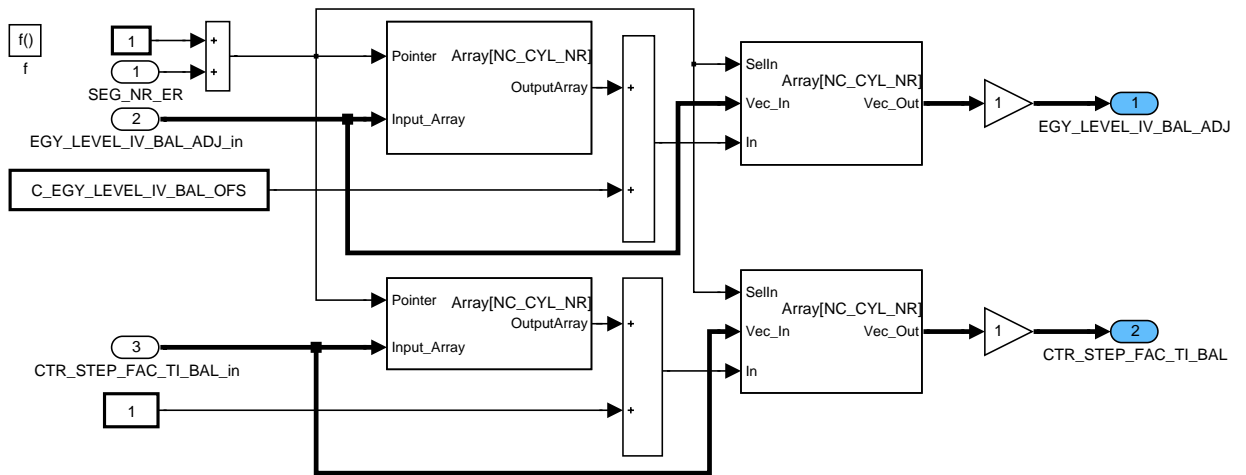 f()
f
1
+
+
1
SEG_NR_ER
2
EGY_LEVEL_IV_BAL_ADJ_in
C_EGY_LEVEL_IV_BAL_OFS
Pointer
Array[NC_CYL_NR]
OutputArray
Input_Array
+
+
SelIn
Array[NC_CYL_NR]
Vec_In
Vec_Out
In
1
1
EGY_LEVEL_IV_BAL_ADJ
Pointer
Array[NC_CYL_NR]
OutputArray
Input_Array
3
CTR_STEP_FAC_TI_BAL_in
1
+
+
SelIn
Array[NC_CYL_NR]
Vec_In
Vec_Out
In
1
2
CTR_STEP_FAC_TI_BAL